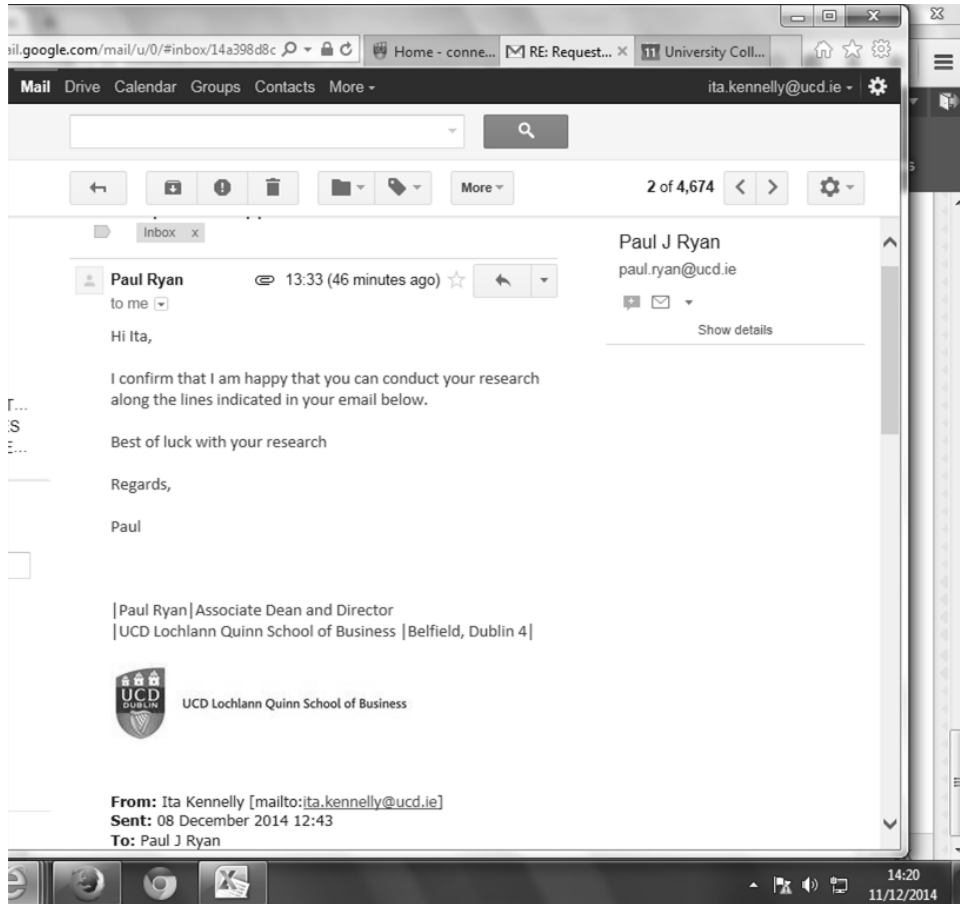 ail.google.com/mail/u/0/#inbox/14a398d8c
Home - conne... RE: Request... × University Coll...
Mail Drive Calendar Groups Contacts More ita.kennelly@ucd.ie
More 2 of 4,674
Inbox x
Paul J Ryan
paul.ryan@ucd.ie
Show details
Paul Ryan 13:33 (46 minutes ago)
to me
Hi Ita,
I confirm that I am happy that you can conduct your research
along the lines indicated in your email below.
Best of luck with your research
Regards,
Paul
|Paul Ryan|Associate Dean and Director
|UCD Lochlann Quinn School of Business |Belfield, Dublin 4|
UCD
DUBLIN
UCD Lochlann Quinn School of Business
From: Ita Kennelly [mailto:ita.kennelly@ucd.ie]
Sent: 08 December 2014 12:43
To: Paul J Ryan
14:20
11/12/2014